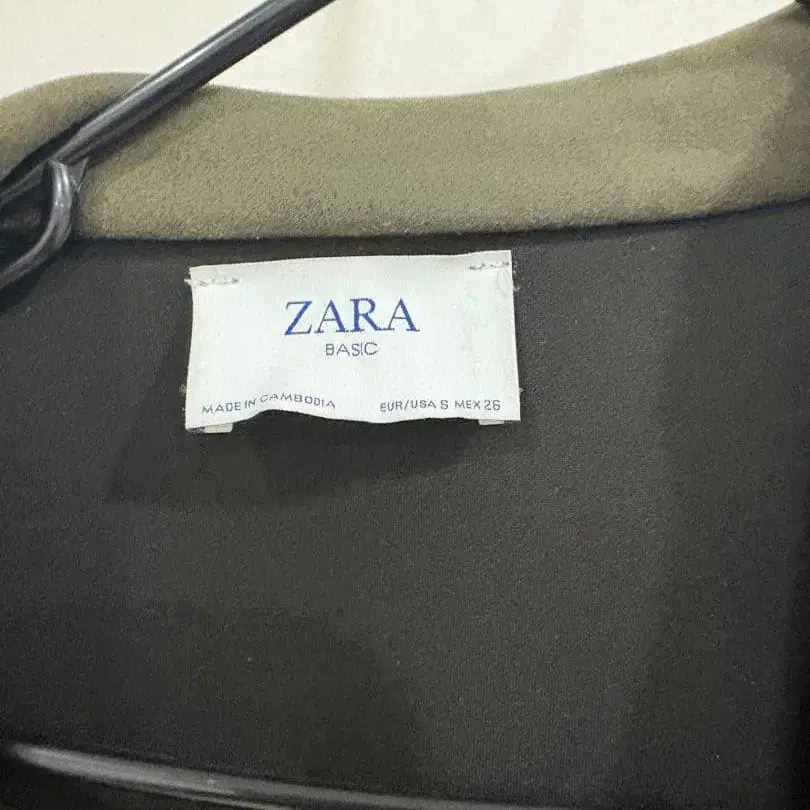 ZARA
BASIC
MADE IN CAMBODIA EUR/USA S MEX 26